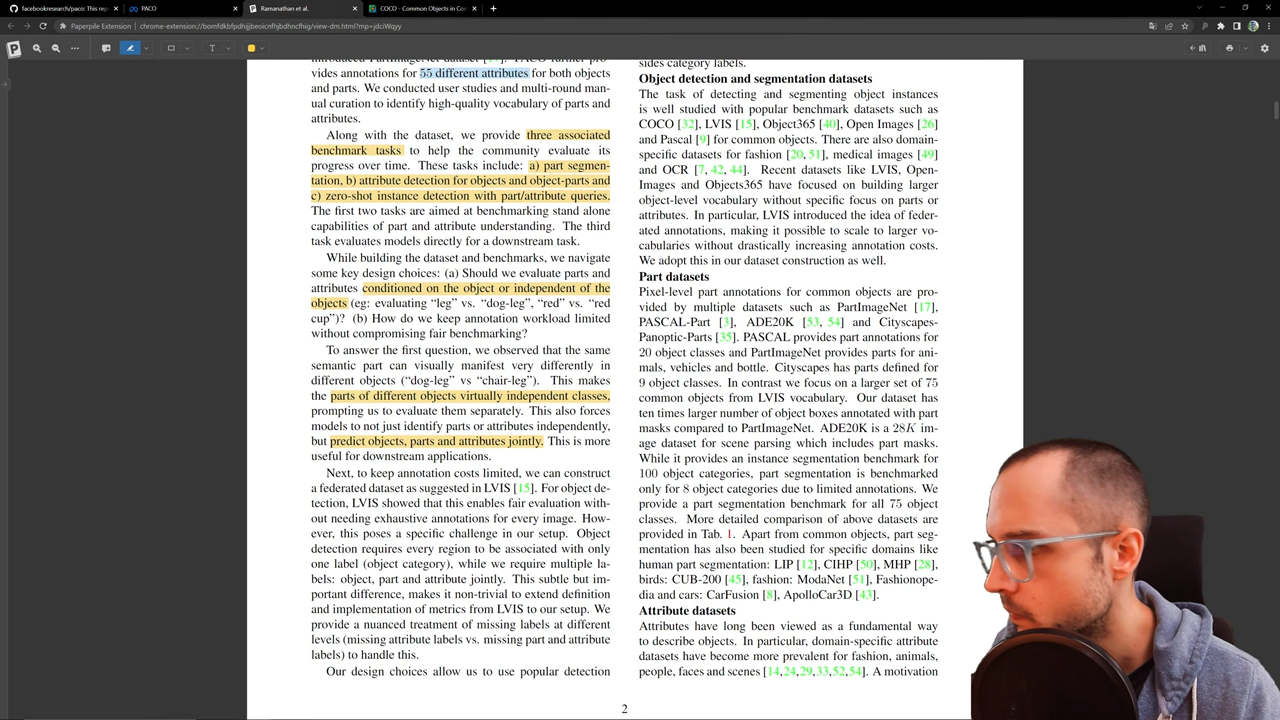 facebookresearch/paco: This rep
PACO
Ramanathan et al.
COCO - Common Objects in Con
Paperpile Extension | chrome-extension://bomfdkbfpdhijjbeoicnfhjbdhncfhig/view-dm.html?mp=jdciWqyy
vides annotations for 55 different attributes for both objects
and parts. We conducted user studies and multi-round man-
ual curation to identify high-quality vocabulary of parts and
attributes.
Along with the dataset, we provide three associated
benchmark tasks to help the community evaluate its
progress over time. These tasks include: a) part segmen-
tation, b) attribute detection for objects and object-parts and
c) zero-shot instance detection with part/attribute queries.
The first two tasks are aimed at benchmarking stand alone
capabilities of part and attribute understanding. The third
task evaluates models directly for a downstream task.
While building the dataset and benchmarks, we navigate
some key design choices: (a) Should we evaluate parts and
attributes conditioned on the object or independent of the
objects (eg: evaluating “leg” vs. “dog-leg”, “red” vs. “red
cup”)? (b) How do we keep annotation workload limited
without compromising fair benchmarking?
To answer the first question, we observed that the same
semantic part can visually manifest very differently in
different objects (“dog-leg” vs “chair-leg”). This makes
the parts of different objects virtually independent classes,
prompting us to evaluate them separately. This also forces
models to not just identify parts or attributes independently,
but predict objects, parts and attributes jointly. This is more
useful for downstream applications.
Next, to keep annotation costs limited, we can construct
a federated dataset as suggested in LVIS [15]. For object de-
tection, LVIS showed that this enables fair evaluation with-
out needing exhaustive annotations for every image. How-
ever, this poses a specific challenge in our setup. Object
detection requires every region to be associated with only
one label (object category), while we require multiple la-
bels: object, part and attribute jointly. This subtle but im-
portant difference, makes it non-trivial to extend definition
and implementation of metrics from LVIS to our setup. We
provide a nuanced treatment of missing labels at different
levels (missing attribute labels vs. missing part and attribute
labels) to handle this.
Our design choices allow us to use popular detection
sides category labels.
Object detection and segmentation datasets
The task of detecting and segmenting object instances
is well studied with popular benchmark datasets such as
COCO [32], LVIS [15], Object365 [40], Open Images [26]
and Pascal [9] for common objects. There are also domain-
specific datasets for fashion [20, 51], medical images [49]
and OCR [7, 42, 44]. Recent datasets like LVIS, Open-
Images and Objects365 have focused on building larger
object-level vocabulary without specific focus on parts or
attributes. In particular, LVIS introduced the idea of feder-
ated annotations, making it possible to scale to larger vo-
cabularies without drastically increasing annotation costs.
We adopt this in our dataset construction as well.
Part datasets
Pixel-level part annotations for common objects are pro-
vided by multiple datasets such as PartImageNet [17],
PASCAL-Part [3], ADE20K [53, 54] and Cityscapes-
Panoptic-Parts [35]. PASCAL provides part annotations for
20 object classes and PartImageNet provides parts for ani-
mals, vehicles and bottle. Cityscapes has parts defined for
9 object classes. In contrast we focus on a larger set of 75
common objects from LVIS vocabulary. Our dataset has
ten times larger number of object boxes annotated with part
masks compared to PartImageNet. ADE20K is a 28K im-
age dataset for scene parsing which includes part masks.
While it provides an instance segmentation benchmark for
100 object categories, part segmentation is benchmarked
only for 8 object categories due to limited annotations. We
provide a part segmentation benchmark for all 75 object
classes. More detailed comparison of above datasets are
provided in Tab. 1. Apart from common objects, part seg-
mentation has also been studied for specific domains like
human part segmentation: LIP [12], CIHP [50], MHP [28],
birds: CUB-200 [45], fashion: ModaNet [51], Fashionope-
dia and cars: CarFusion [8], ApolloCar3D [43].
Attribute datasets
Attributes have long been viewed as a fundamental way
to describe objects. In particular, domain-specific attribute
datasets have become more prevalent for fashion, animals,
people, faces and scenes [14,24,29,33,52,54]. A motivation
2